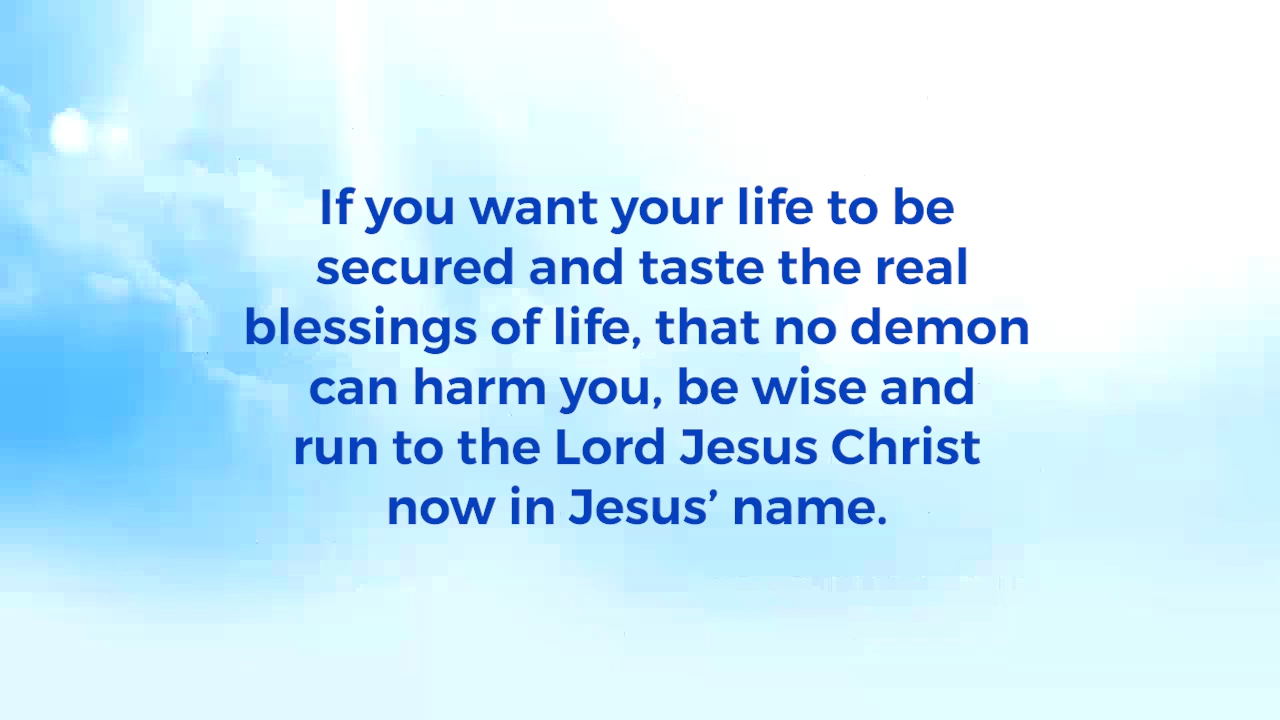 If you want your life to be
secured and taste the real
blessings of life, that no demon
can harm you, be wise and
run to the Lord Jesus Christ
now in Jesus’ name.